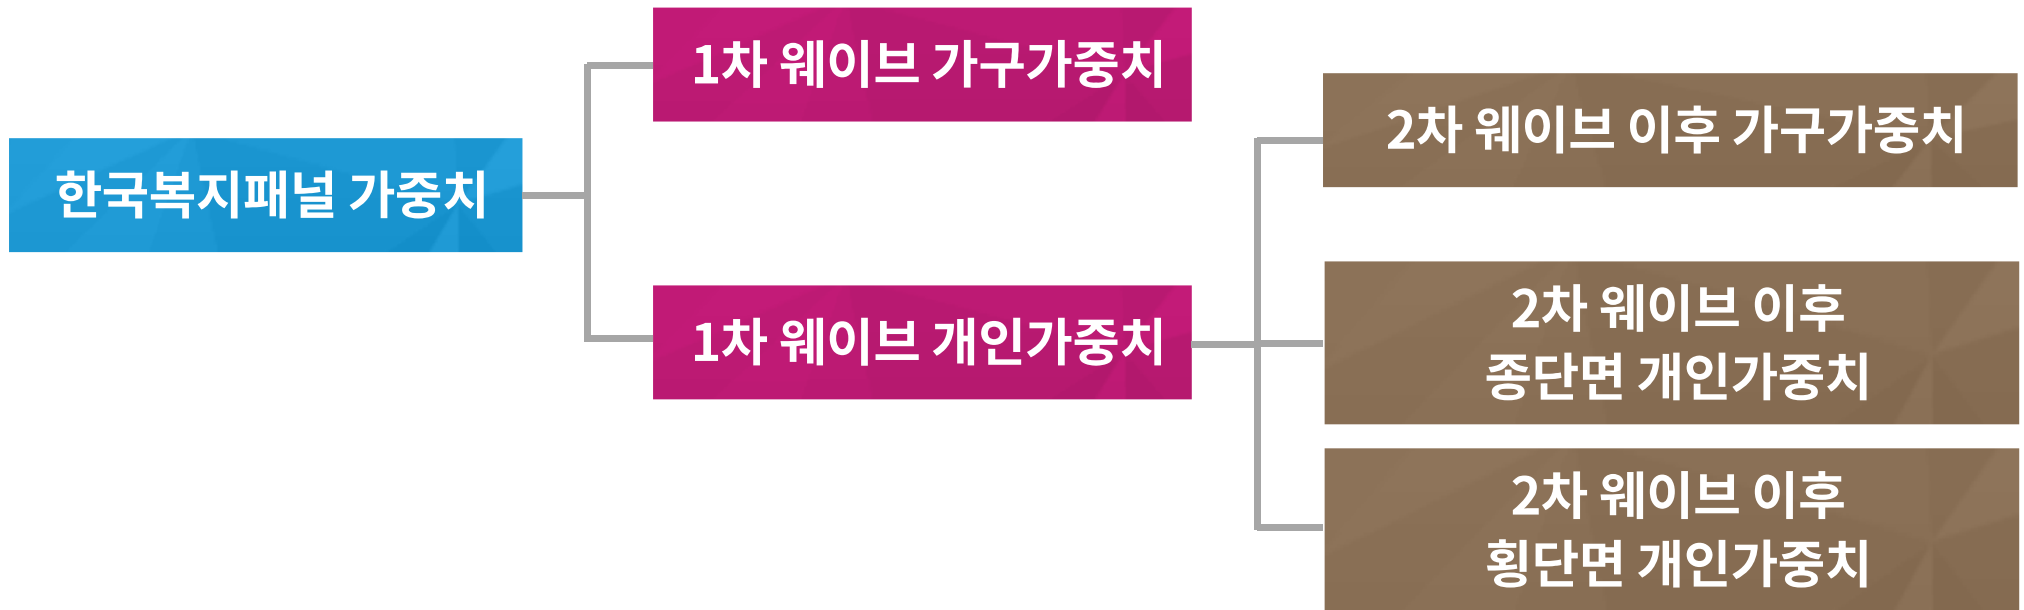 한국복지패널 가중치
1차 웨이브 가구가중치
1차 웨이브 개인가중치
2차 웨이브 이후 가구가중치
2차 웨이브 이후
종단면 개인가중치
2차 웨이브 이후
횡단면 개인가중치